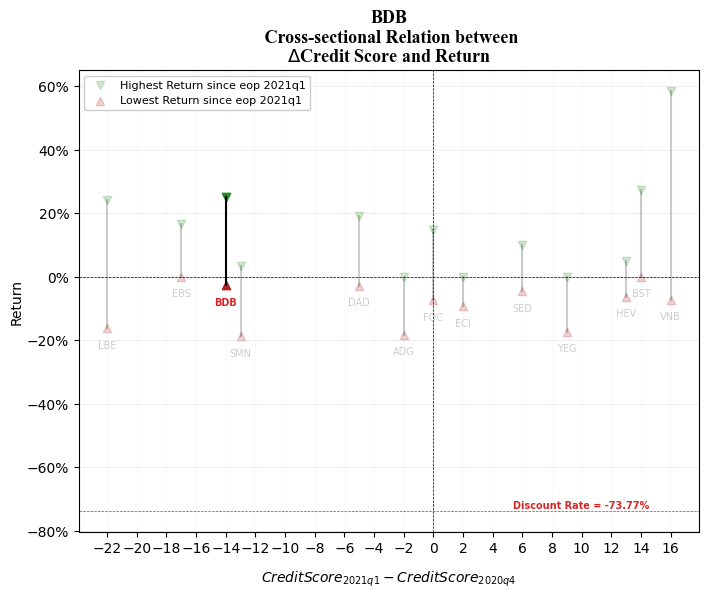 BDB
Cross-sectional Relation between
ΔCredit Score and Return
Highest Return since eop 2021q1
Lowest Return since eop 2021q1
60%
40%
20%
0%
−20%
−40%
−60%
−80%
Return
LBE
EBS
BDB
SMN
DAD
ADG
FOC
ECI
SED
YEG
HEV
BST
VNB
Discount Rate = -73.77%
−22 −20 −18 −16 −14 −12 −10 −8 −6 −4 −2 0 2 4 6 8 10 12 14 16
CreditScore2021q1 − CreditScore2020q4